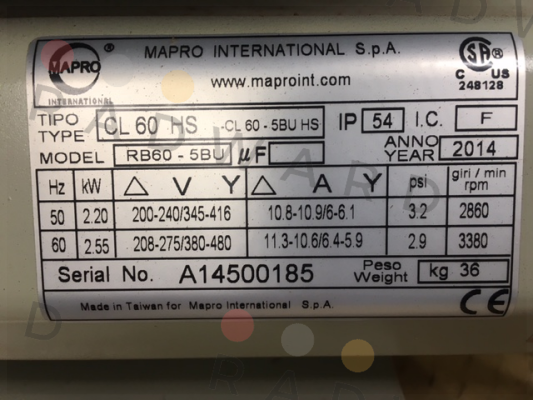 MAPRO ®
INTERNATIONAL
MAPRO INTERNATIONAL S.p.A.
www.maproint.com
CSA ®
C US
248128
TIPO TYPE CL 60 HS -CL 60 - 5BU HS IP 54 I.C. F
MODEL RB60 - 5BU μF ANNO YEAR 2014
Hz kW △ V Y △ A Y psi giri / min rpm
50 2.20 200-240/345-416 10.8-10.9/6-6.1 3.2 2860
60 2.55 208-275/380-480 11.3-10.6/6.4-5.9 2.9 3380
Serial No. A14500185 Peso Weight kg 36
Made in Taiwan for Mapro International S.p.A. CE